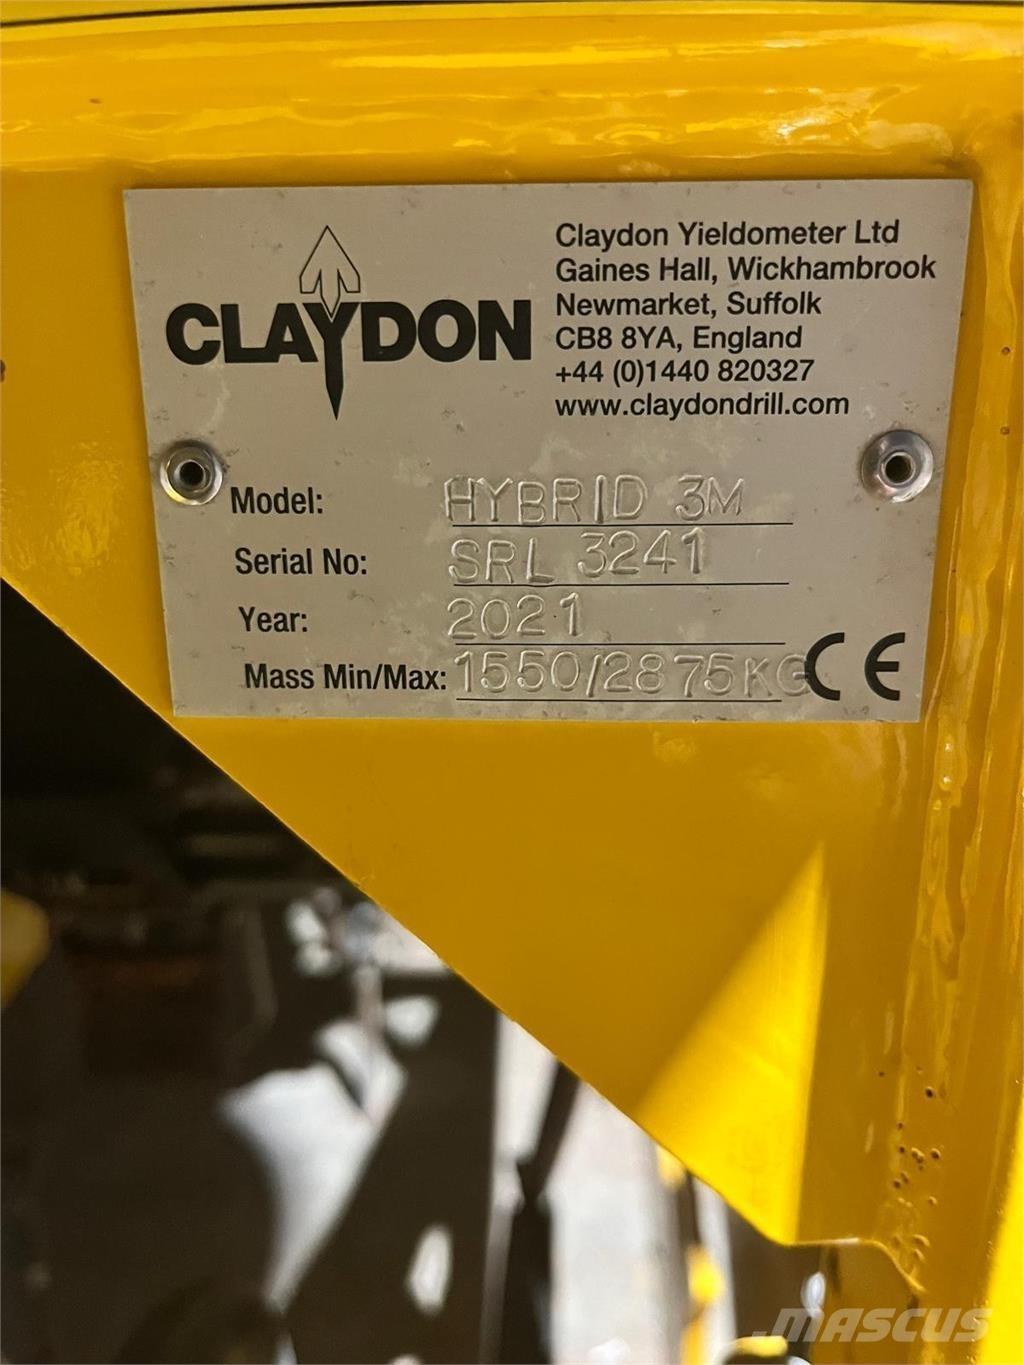 CLAYDON
Claydon Yieldometer Ltd
Gaines Hall, Wickhambrook
Newmarket, Suffolk
CB8 8YA, England
+44 (0)1440 820327
www.claydondrill.com
Model: HYBRID 3M
Serial No: SRL 3241
Year: 2021
Mass Min/Max: 1550/2875KG CE
MASCUS